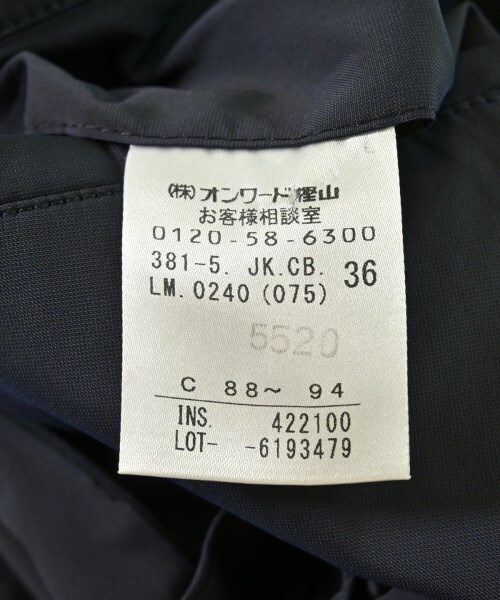 (株)オンワード樫山
お客様相談室
0120-58-6300
381-5. JK.CB. 36
LM.0240(075)
5520
C 88~ 94
INS. 422100
LOT- -6193479